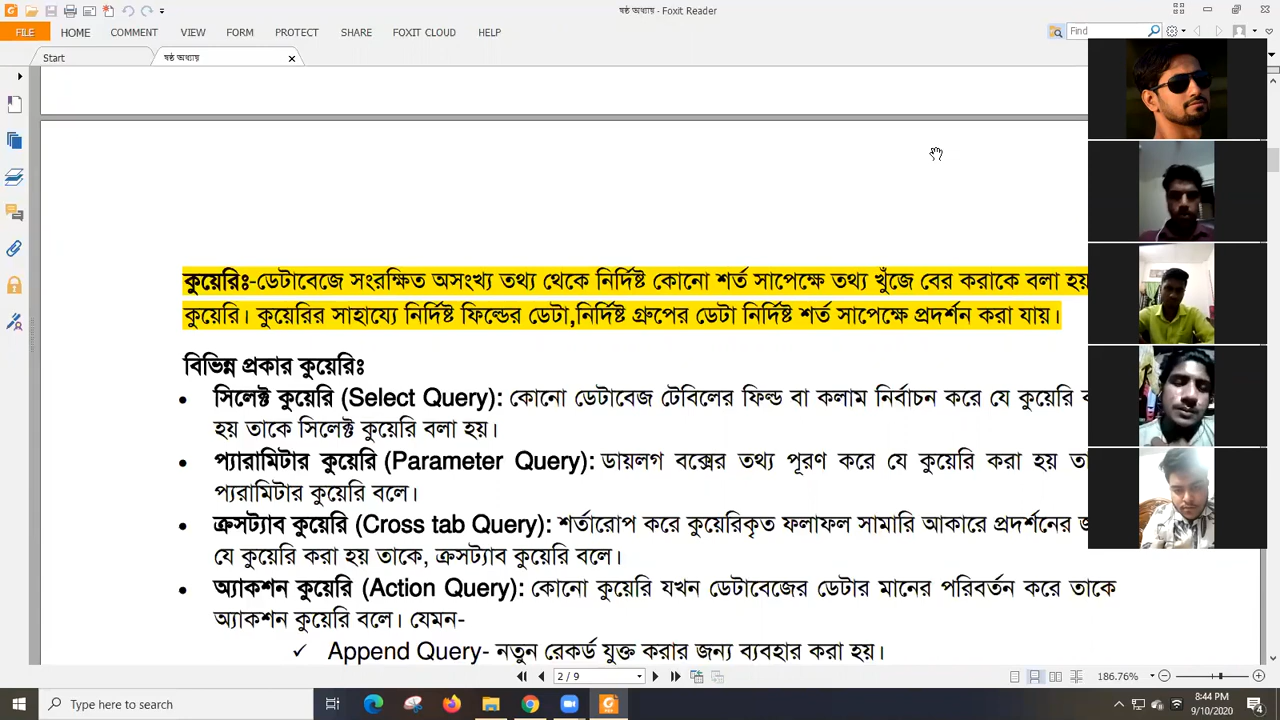 ষষ্ঠ অধ্যায় - Foxit Reader
FILE HOME COMMENT VIEW FORM PROTECT SHARE FOXIT CLOUD HELP Find
Start ষষ্ঠ অধ্যায়
কুয়েরিঃ-ডেটাবেজে সংরক্ষিত অসংখ্য তথ্য থেকে নির্দিষ্ট কোনো শর্ত সাপেক্ষে তথ্য খুঁজে বের করাকে বলা হয়
কুয়েরি। কুয়েরির সাহায্যে নির্দিষ্ট ফিল্ডের ডেটা,নির্দিষ্ট গ্রুপের ডেটা নির্দিষ্ট শর্ত সাপেক্ষে প্রদর্শন করা যায়।
বিভিন্ন প্রকার কুয়েরিঃ
• সিলেক্ট কুয়েরি (Select Query): কোনো ডেটাবেজ টেবিলের ফিল্ড বা কলাম নির্বাচন করে যে কুয়েরি
হয় তাকে সিলেক্ট কুয়েরি বলা হয়।
• প্যারামিটার কুয়েরি (Parameter Query): ডায়লগ বক্সের তথ্য পূরণ করে যে কুয়েরি করা হয়
প্যরামিটার কুয়েরি বলে।
• ক্রসট্যাব কুয়েরি (Cross tab Query): শর্তারোপ করে কুয়েরিকৃত ফলাফল সামারি আকারে প্রদর্শনের
যে কুয়েরি করা হয় তাকে, ক্রসট্যাব কুয়েরি বলে।
• অ্যাকশন কুয়েরি (Action Query): কোনো কুয়েরি যখন ডেটাবেজের ডেটার মানের পরিবর্তন করে তাকে
অ্যাকশন কুয়েরি বলে। যেমন-
✓ Append Query- নতুন রেকর্ড যুক্ত করার জন্য ব্যবহার করা হয়।
2 / 9 186.76%
Type here to search 8:44 PM
9/10/2020